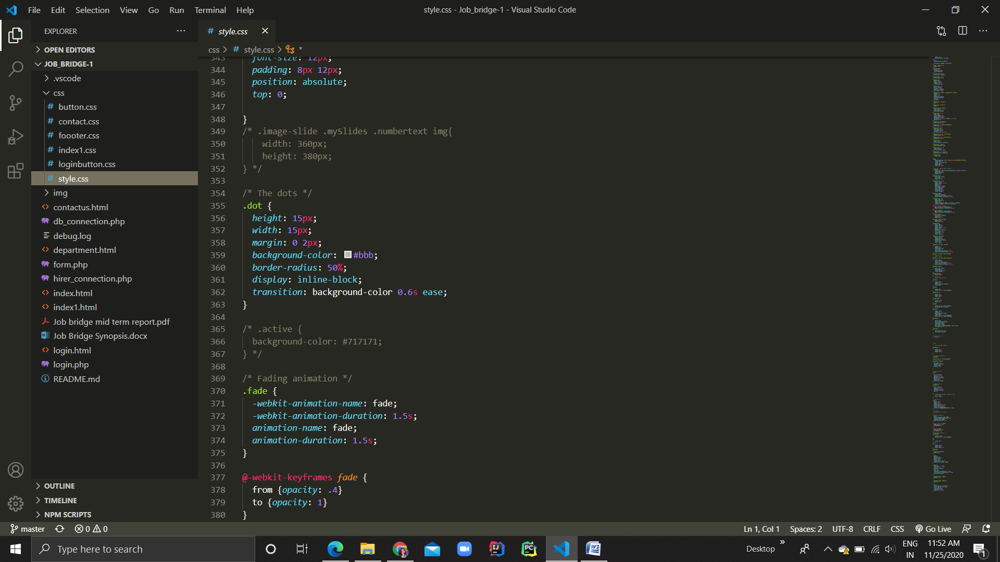 File Edit Selection View Go Run Terminal Help
style.css - Job_bridge-1 - Visual Studio Code
EXPLORER
# style.css
OPEN EDITORS
css > # style.css > *
JOB_BRIDGE-1
.vscode
css
# button.css
# contact.css
# foooter.css
# index1.css
# loginbutton.css
# style.css
img
<> contactus.html
db_connection.php
debug.log
<> department.html
form.php
hirer_connection.php
<> index.html
<> index1.html
Job bridge mid term report.pdf
Job Bridge Synopsis.docx
<> login.html
login.php
README.md
OUTLINE
TIMELINE
NPM SCRIPTS
343 font-size: 12px;
344 padding: 8px 12px;
345 position: absolute;
346 top: 0;
347
348 }
349 /* .image-slide .mySlides .numbertext img{
350 width: 360px;
351 height: 380px;
352 } */
353
354 /* The dots */
355 .dot {
356 height: 15px;
357 width: 15px;
358 margin: 0 2px;
359 background-color: #bbb;
360 border-radius: 50%;
361 display: inline-block;
362 transition: background-color 0.6s ease;
363 }
364
365 /* .active {
366 background-color: #717171;
367 } */
368
369 /* Fading animation */
370 .fade {
371 -webkit-animation-name: fade;
372 -webkit-animation-duration: 1.5s;
373 animation-name: fade;
374 animation-duration: 1.5s;
375 }
376
377 @-webkit-keyframes fade {
378 from {opacity: .4}
379 to {opacity: 1}
380 }
master 0 0
Ln 1, Col 1 Spaces: 2 UTF-8 CRLF CSS Go Live
Type here to search
Desktop
ENG
IN
11:52 AM
11/25/2020
1